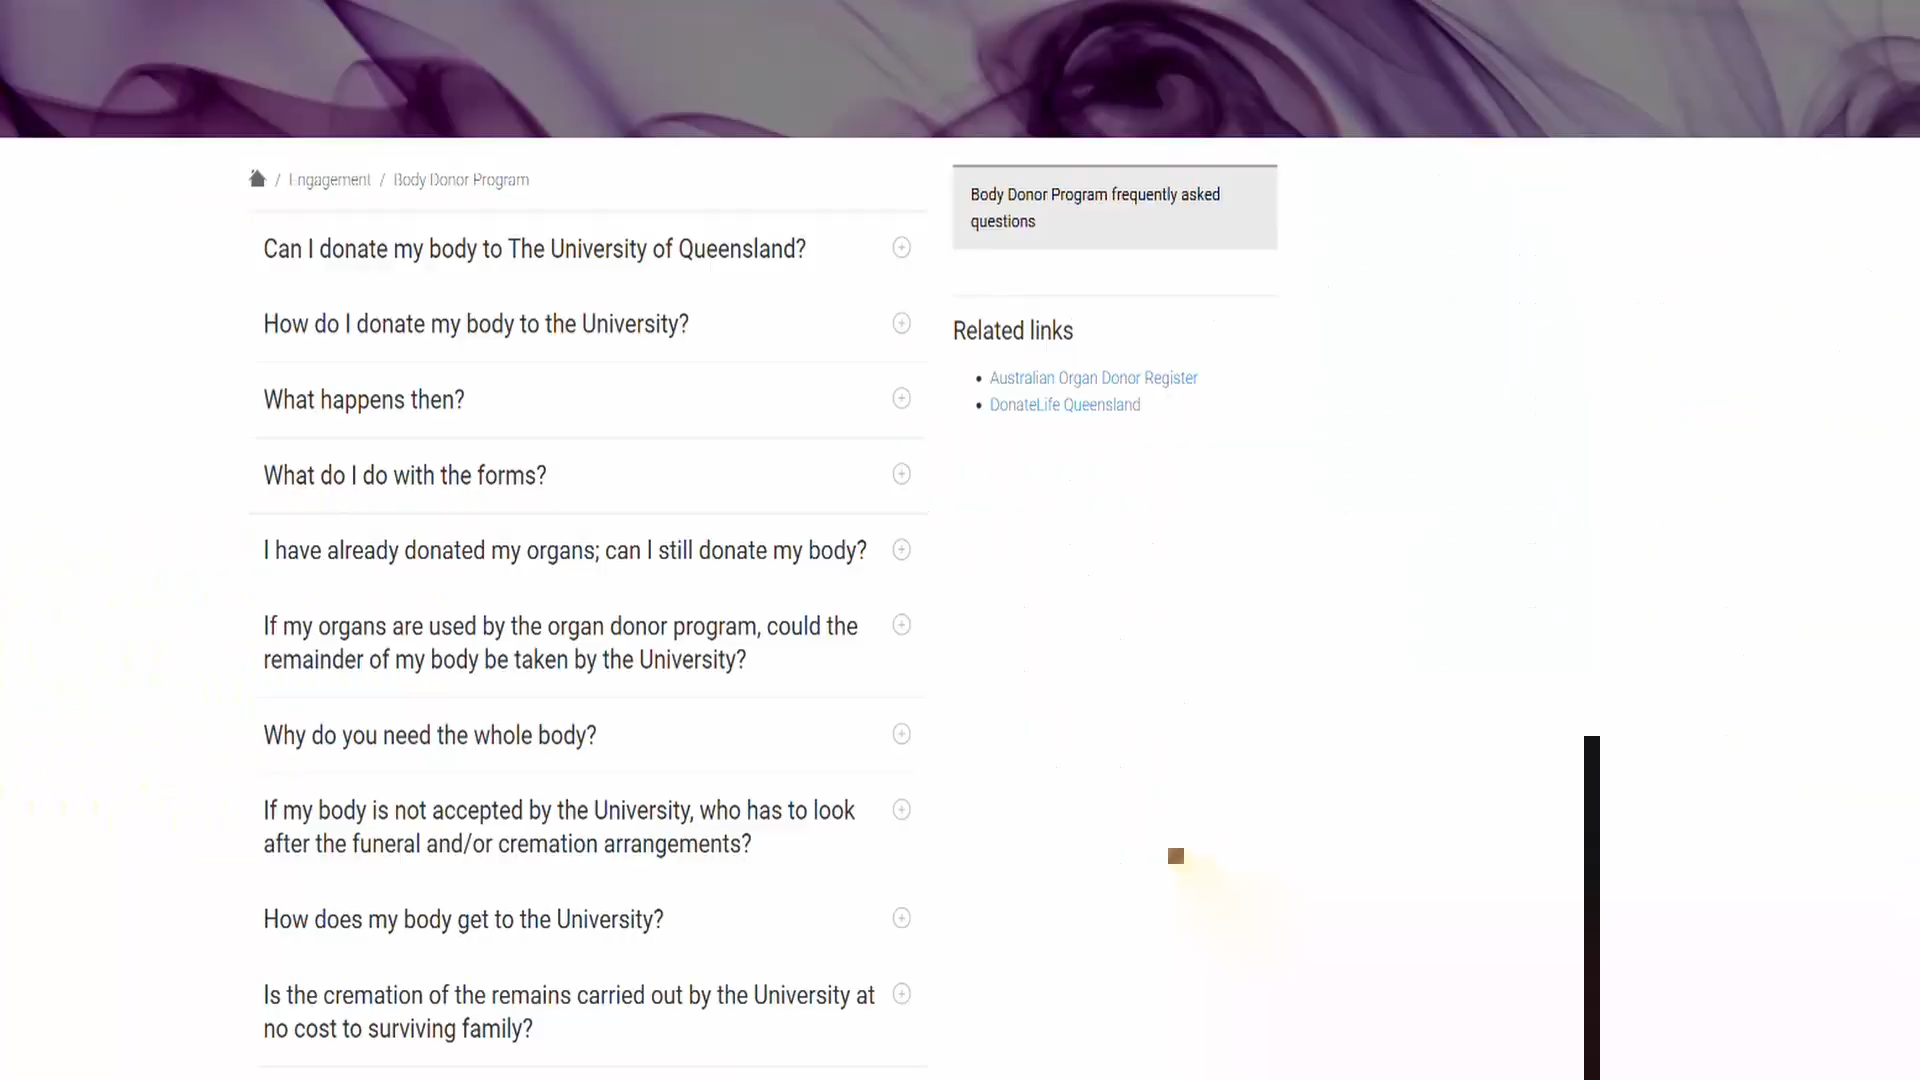 / Engagement / Body Donor Program
Can I donate my body to The University of Queensland?
How do I donate my body to the University?
What happens then?
What do I do with the forms?
I have already donated my organs; can I still donate my body?
If my organs are used by the organ donor program, could the
remainder of my body be taken by the University?
Why do you need the whole body?
If my body is not accepted by the University, who has to look
after the funeral and/or cremation arrangements?
How does my body get to the University?
Is the cremation of the remains carried out by the University at
no cost to surviving family?
Body Donor Program frequently asked
questions
Related links
• Australian Organ Donor Register
• DonateLife Queensland